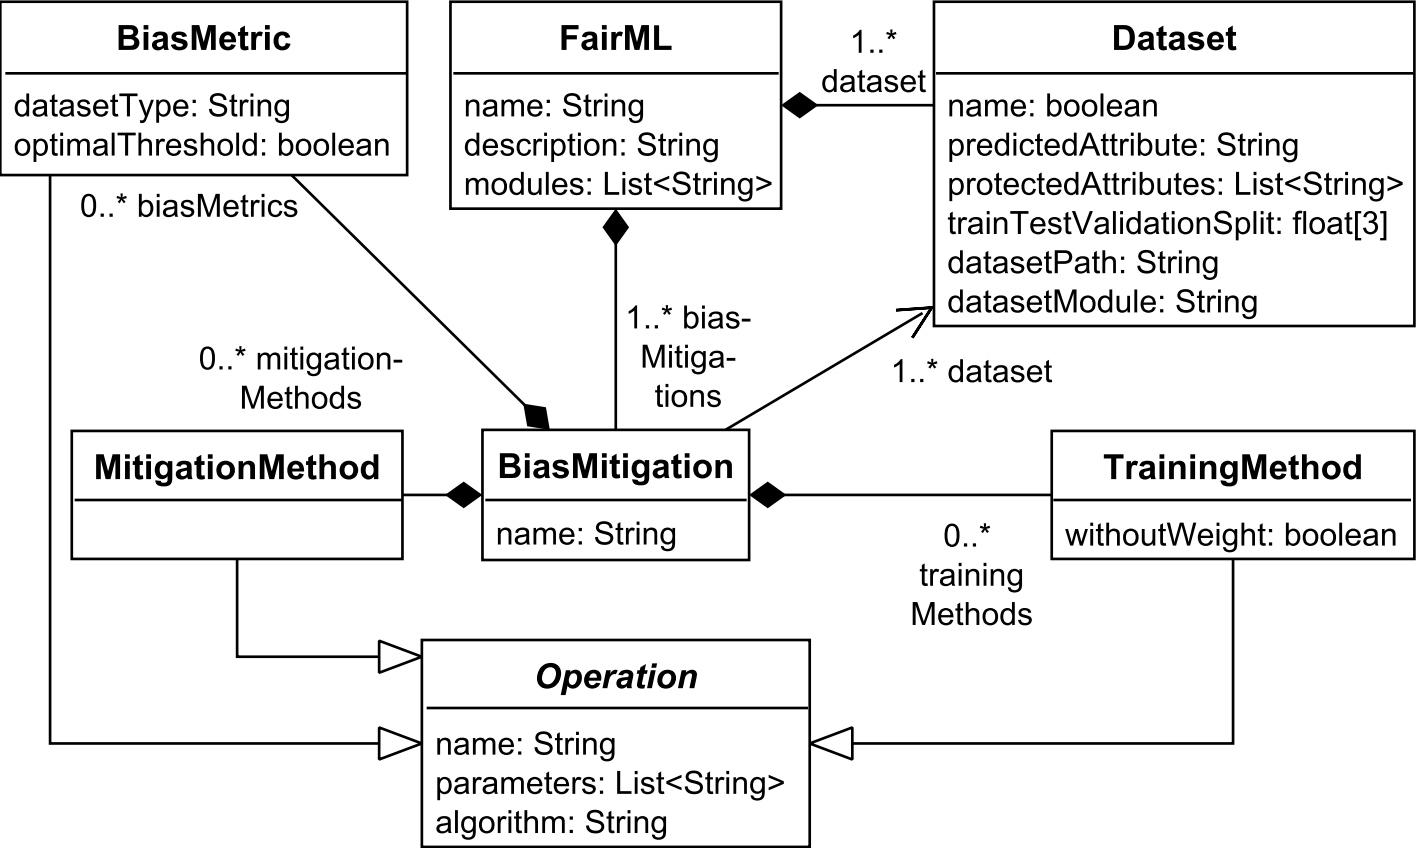 BiasMetric
datasetType: String
optimalThreshold: boolean
0..* biasMetrics
FairML
name: String
description: String
modules: List<String>
1..*
dataset
Dataset
name: boolean
predictedAttribute: String
protectedAttributes: List<String>
trainTestValidationSplit: float[3]
datasetPath: String
datasetModule: String
0..* mitigation-
Methods
1..* bias-
Mitiga-
tions
1..* dataset
MitigationMethod
BiasMitigation
name: String
TrainingMethod
withoutWeight: boolean
0..*
training
Methods
Operation
name: String
parameters: List<String>
algorithm: String